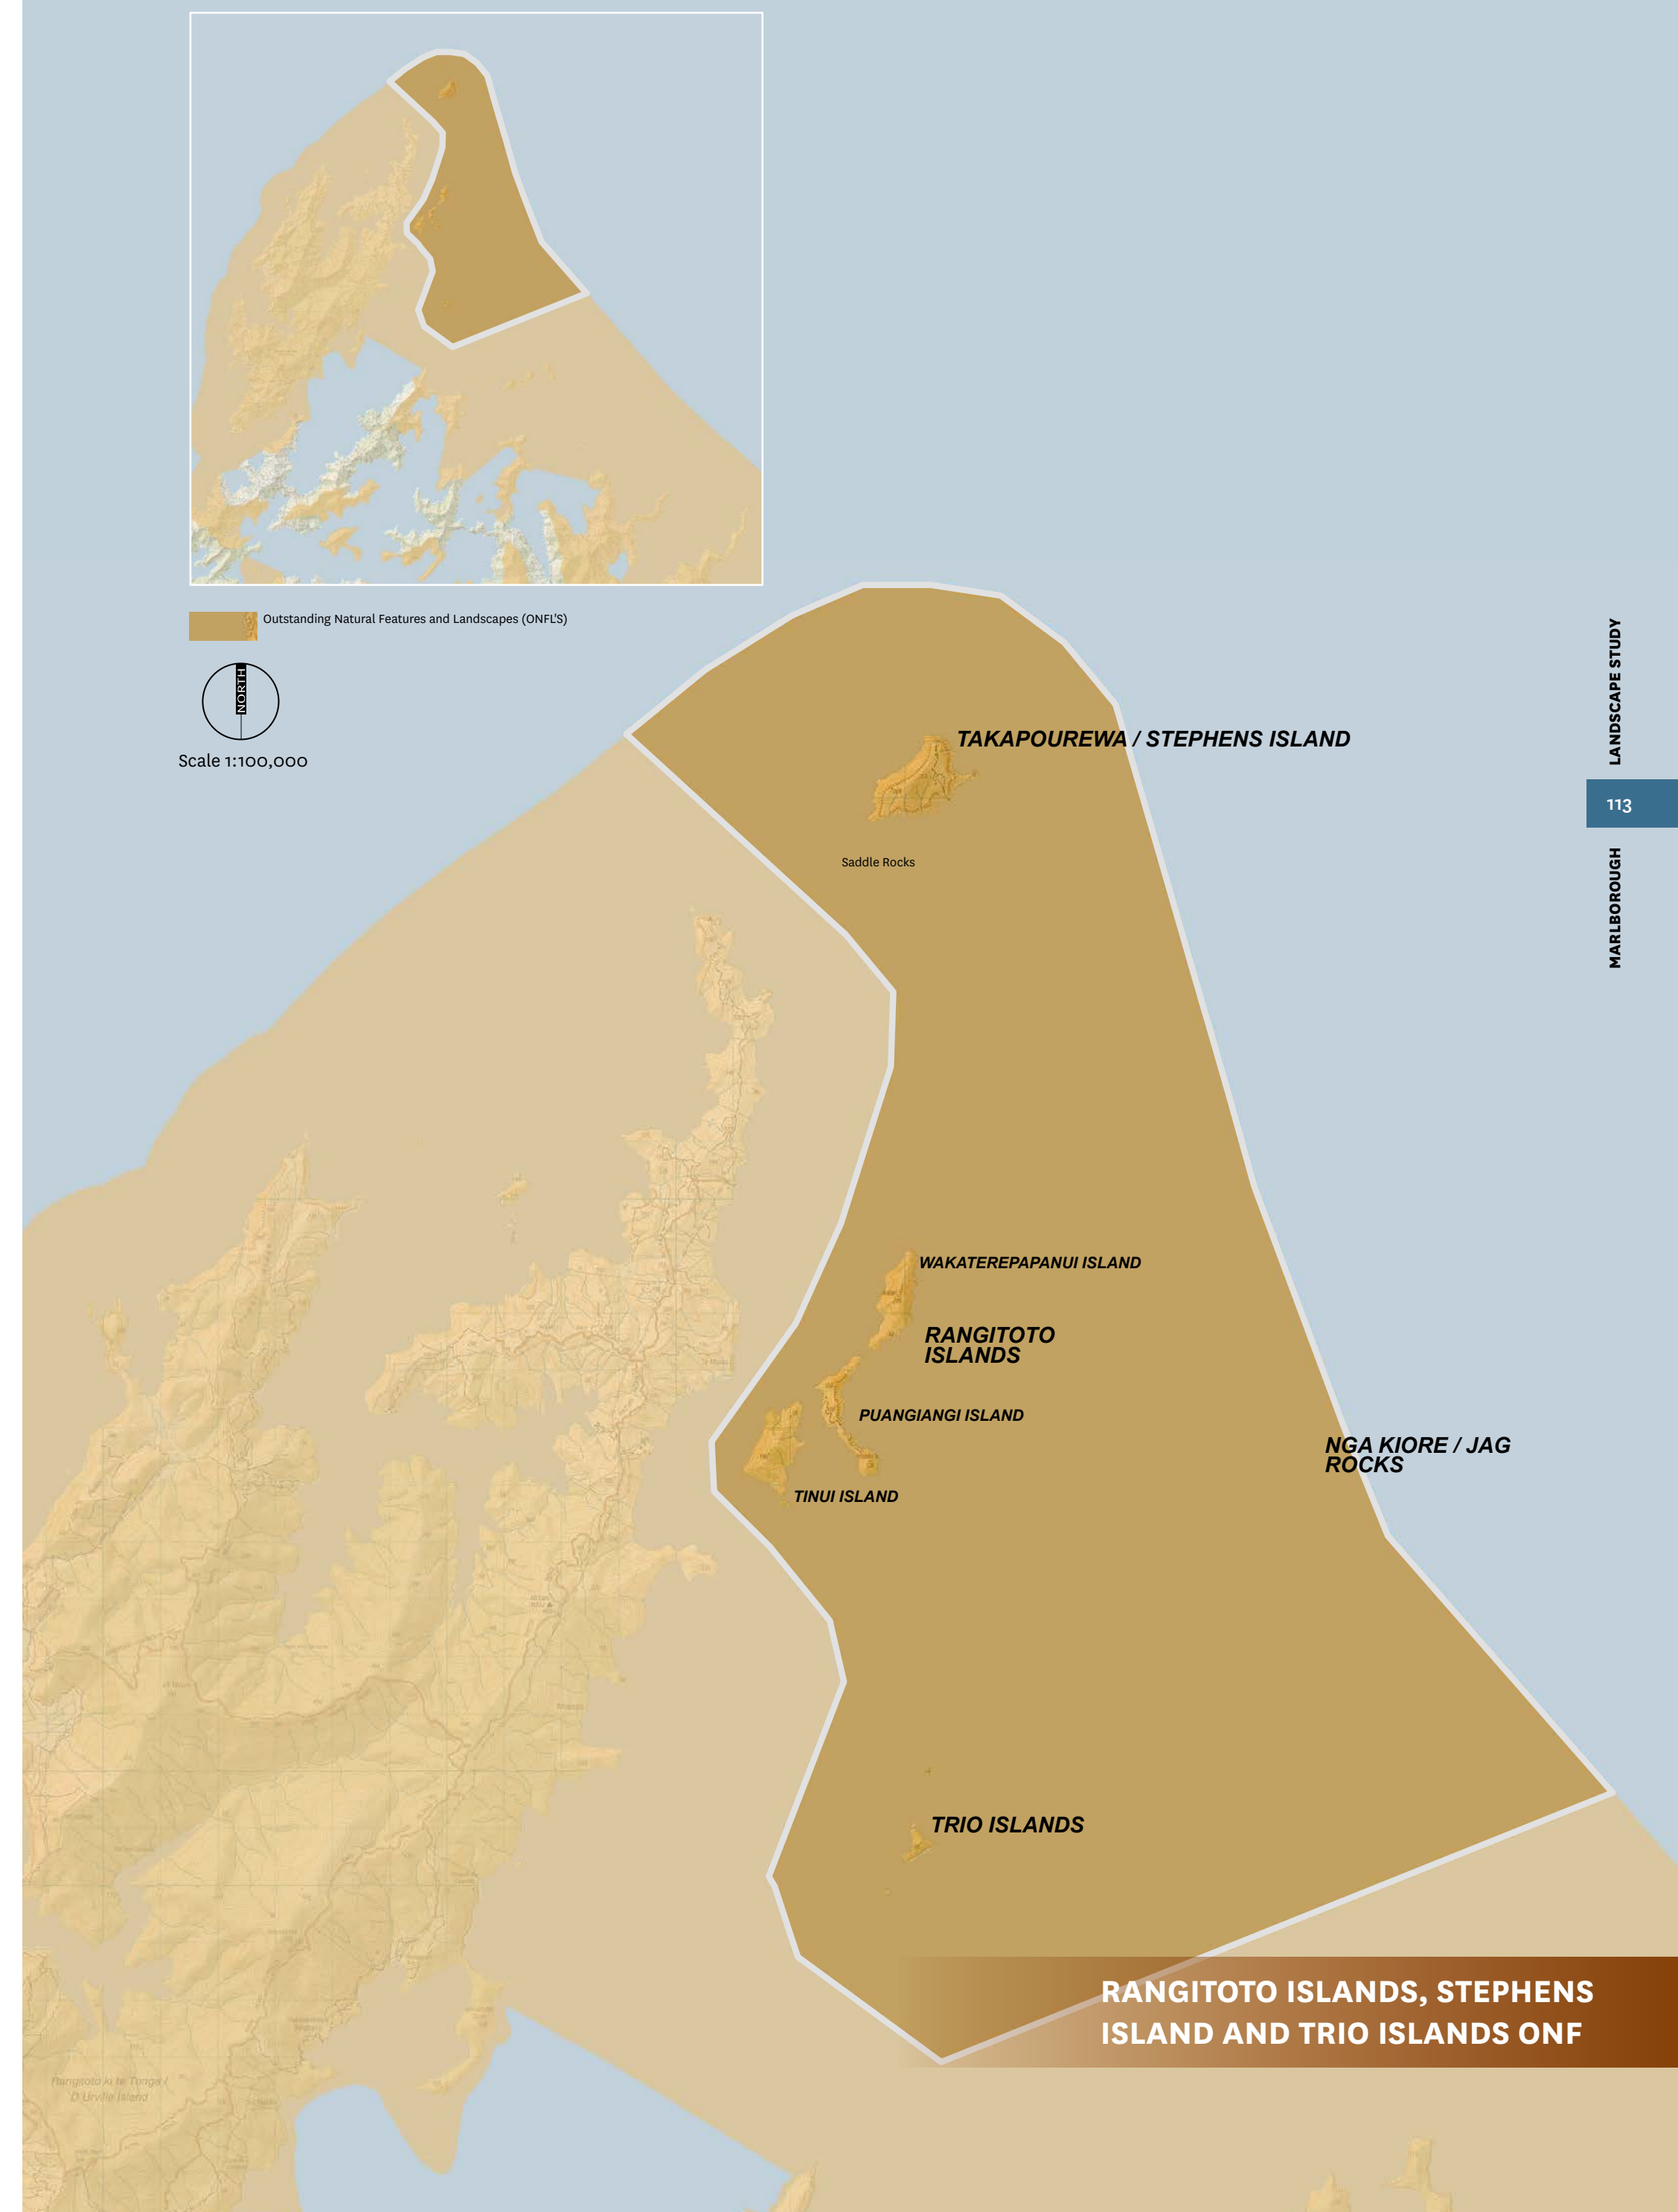 Outstanding Natural Features and Landscapes (ONFL'S)
NORTH
Scale 1:100,000
TAKAPOUREWA / STEPHENS ISLAND
Saddle Rocks
WAKATEREPAPANUI ISLAND
RANGITOTO
ISLANDS
PUANGIANGI ISLAND
TINUI ISLAND
NGA KIORE / JAG
ROCKS
TRIO ISLANDS
Rangitoto ki te Tonga /
D'Urville Island
RANGITOTO ISLANDS, STEPHENS
ISLAND AND TRIO ISLANDS ONF
LANDSCAPE STUDY
113
MARLBOROUGH